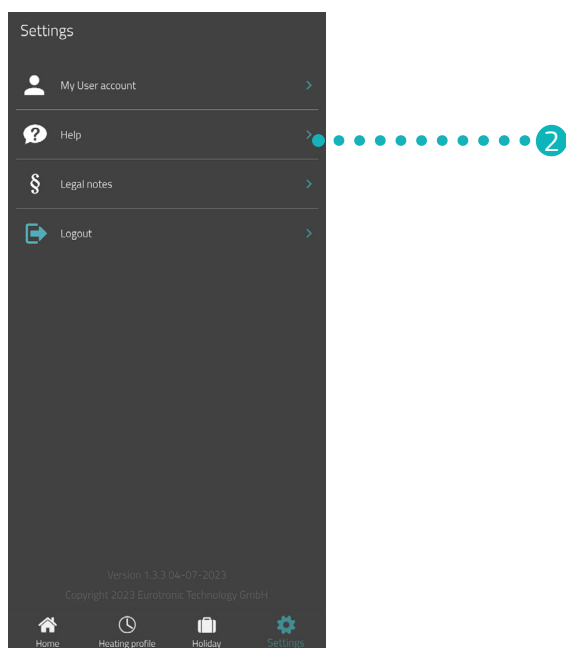 Settings
My User account
Help
2
§ Legal notes
Logout
Version 1.3.3 04-07-2023
Copyright 2023 Eurotronic Technology GmbH
Home Heating profile Holiday Settings